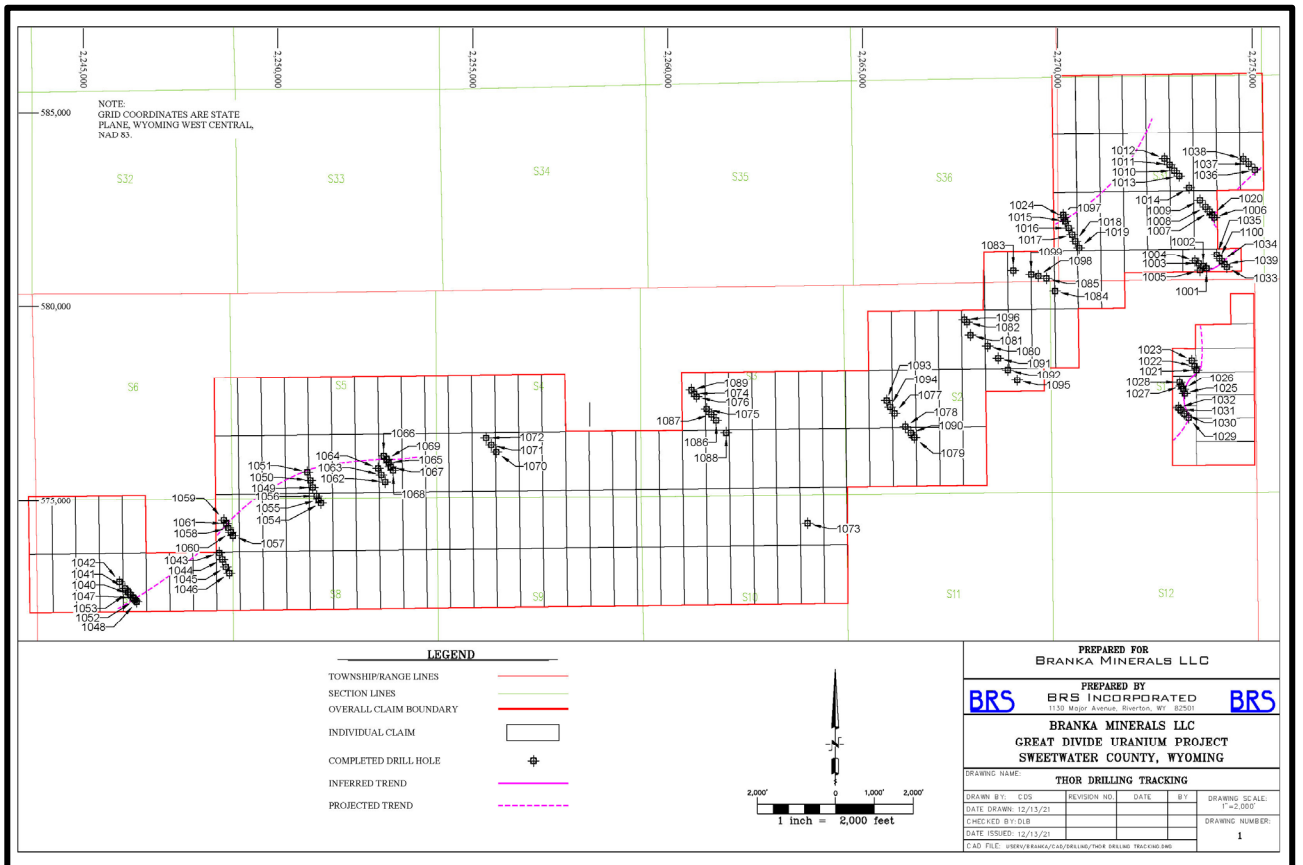 2,245,000
2,250,000
2,255,000
2,260,000
2,265,000
2,270,000
2,275,000
585,000
580,000
575,000
NOTE:
GRID COORDINATES ARE STATE
PLANE, WYOMING WEST CENTRAL,
NAD 83.
S32
S33
S34
S35
S36
S6
S5
S4
S2
S8
S9
S10
S11
S12
1012
1011
1010
1013
1038
1037
1036
1014
1009
1008
1007
1020
1006
1035
1002
1100
1034
1004
1003
1005
1039
1033
1001
1024
1097
1015
1016
1017
1018
1019
1083
1099
1098
1085
1084
1096
1082
1081
1080
1091
1092
1095
1093
1094
1077
1078
1090
1079
1023
1022
1021
1028
1027
1026
1025
1032
1031
1030
1029
1089
1074
1076
1087
1075
1086
1088
1073
1072
1071
1070
1066
1069
1064
1065
1063
1062
1067
1068
1051
1050
1049
1056
1055
1054
1059
1061
1058
1060
1057
1043
1044
1045
1046
1042
1041
1040
1047
1053
1052
1048
LEGEND
TOWNSHIP/RANGE LINES
SECTION LINES
OVERALL CLAIM BOUNDARY
INDIVIDUAL CLAIM
COMPLETED DRILL HOLE
INFERRED TREND
PROJECTED TREND
N
2,000' 0 1,000' 2,000'
1 inch = 2,000 feet
PREPARED FOR
BRANKA MINERALS LLC
PREPARED BY
BRS BRS INCORPORATED BRS
1130 Major Avenue, Riverton, WY 82501
BRANKA MINERALS LLC
GREAT DIVIDE URANIUM PROJECT
SWEETWATER COUNTY, WYOMING
DRAWING NAME:
THOR DRILLING TRACKING
DRAWN BY: CDS REVISION NO. DATE BY DRAWING SCALE:
1"=2,000'
DATE DRAWN: 12/13/21
CHECKED BY: DLB DRAWING NUMBER:
DATE ISSUED: 12/13/21 1
CAD FILE: USERV/BRANKA/CAD/DRILLING/THOR DRILLING TRACKING.DWG